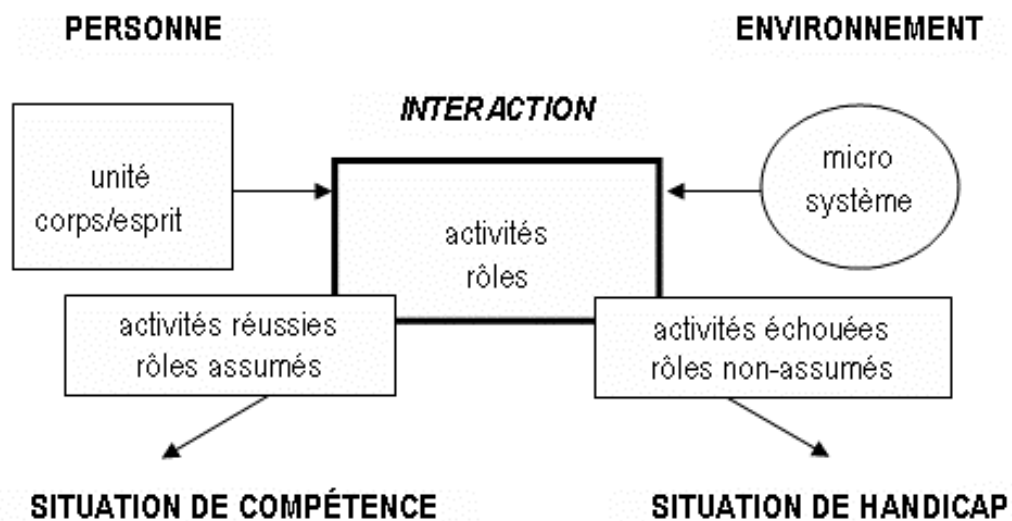 PERSONNE
ENVIRONNEMENT
INTERACTION
unité
corps/esprit
micro
système
activités
rôles
activités réussies
rôles assumés
activités échouées
rôles non-assumés
SITUATION DE COMPÉTENCE
SITUATION DE HANDICAP